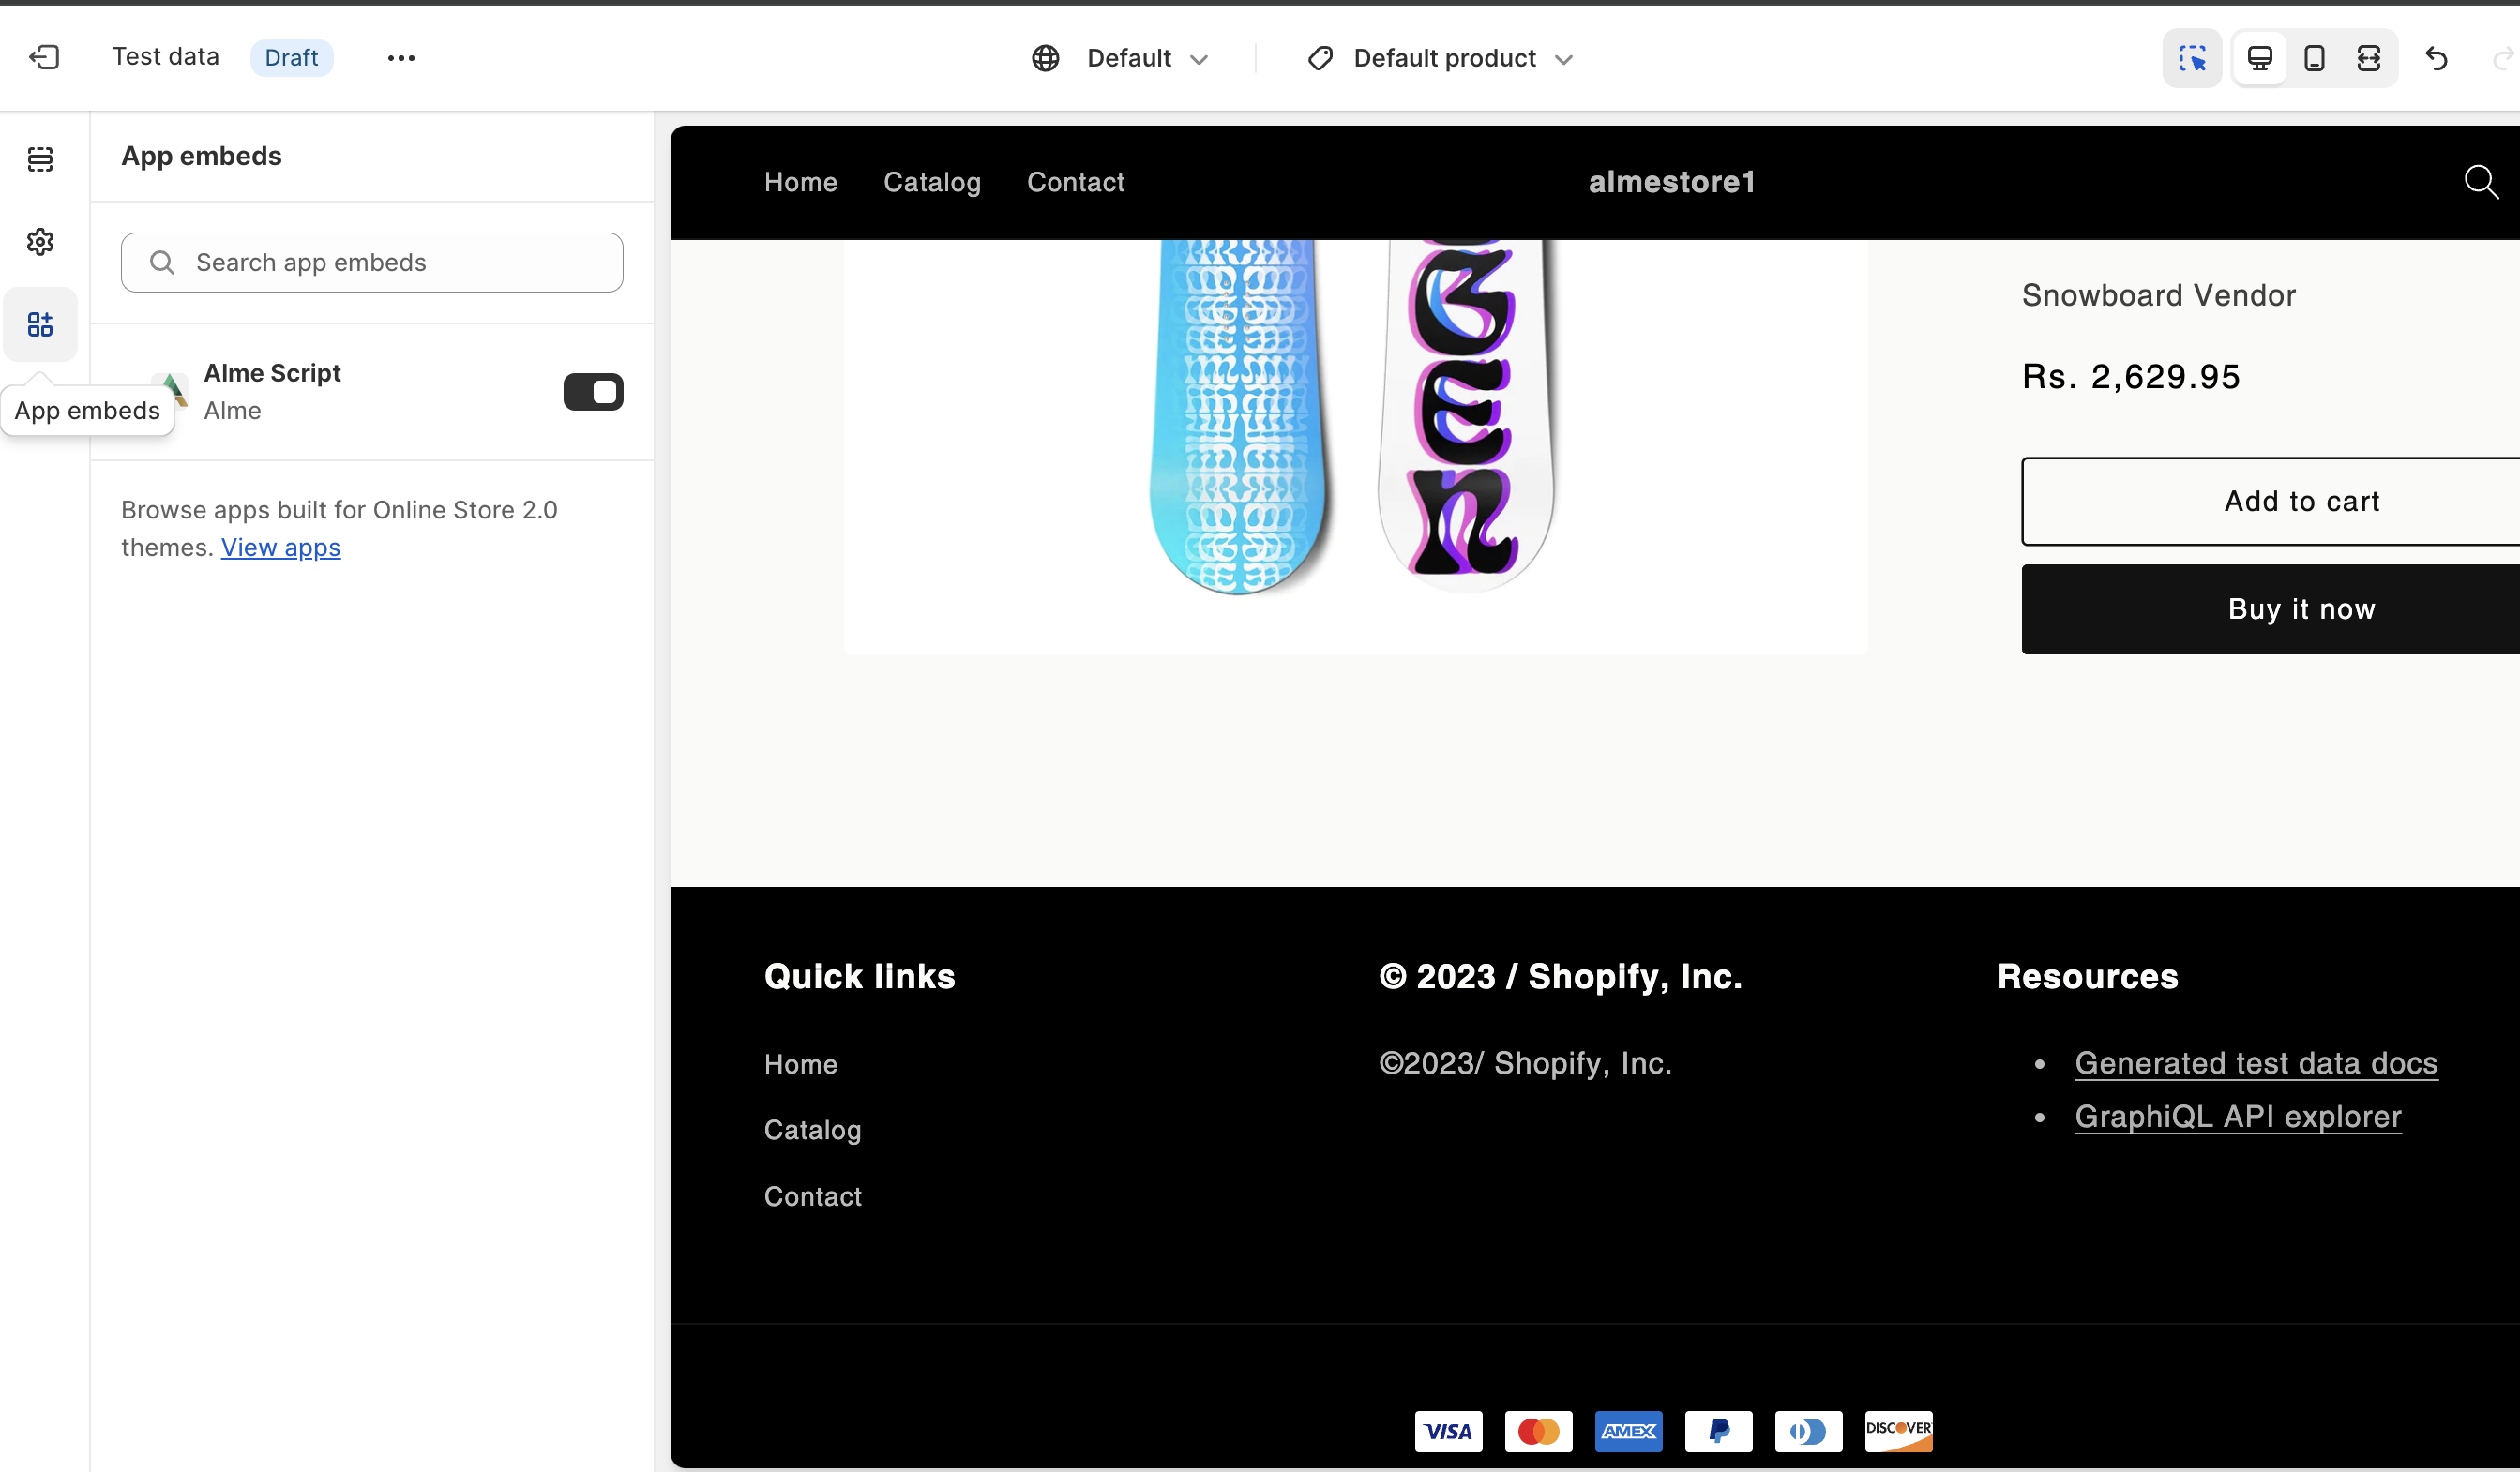 Test data
Draft
Default
Default product
App embeds
Search app embeds
Alme Script
Alme
App embeds
Browse apps built for Online Store 2.0
themes. View apps
Home
Catalog
Contact
almestore1
Snowboard Vendor
Rs. 2,629.95
Add to cart
Buy it now
Quick links
Home
Catalog
Contact
© 2023 / Shopify, Inc.
©2023/ Shopify, Inc.
Resources
Generated test data docs
GraphiQL API explorer
VISA
AMEX
DISCOVER